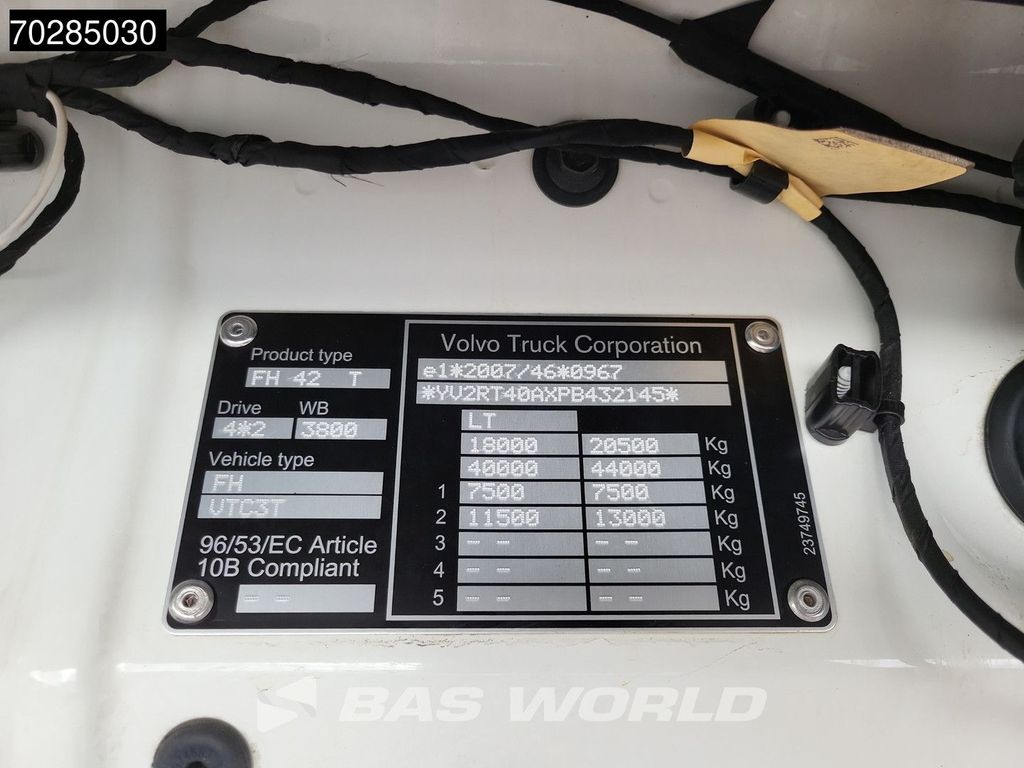 70285030
Product type
FH 42 T
Drive WB
4*2 3800
Vehicle type
FH
VTC3T
96/53/EC Article
10B Compliant
-- --
Volvo Truck Corporation
e1*2007/46*0967
*YV2RT40AXPB432145*
LT
18000 20500 Kg
40000 44000 Kg
1 7500 7500 Kg
2 11500 13000 Kg
3 -- -- -- -- Kg
4 -- -- -- -- Kg
5 -- -- -- -- Kg
23749745
BAS WORLD